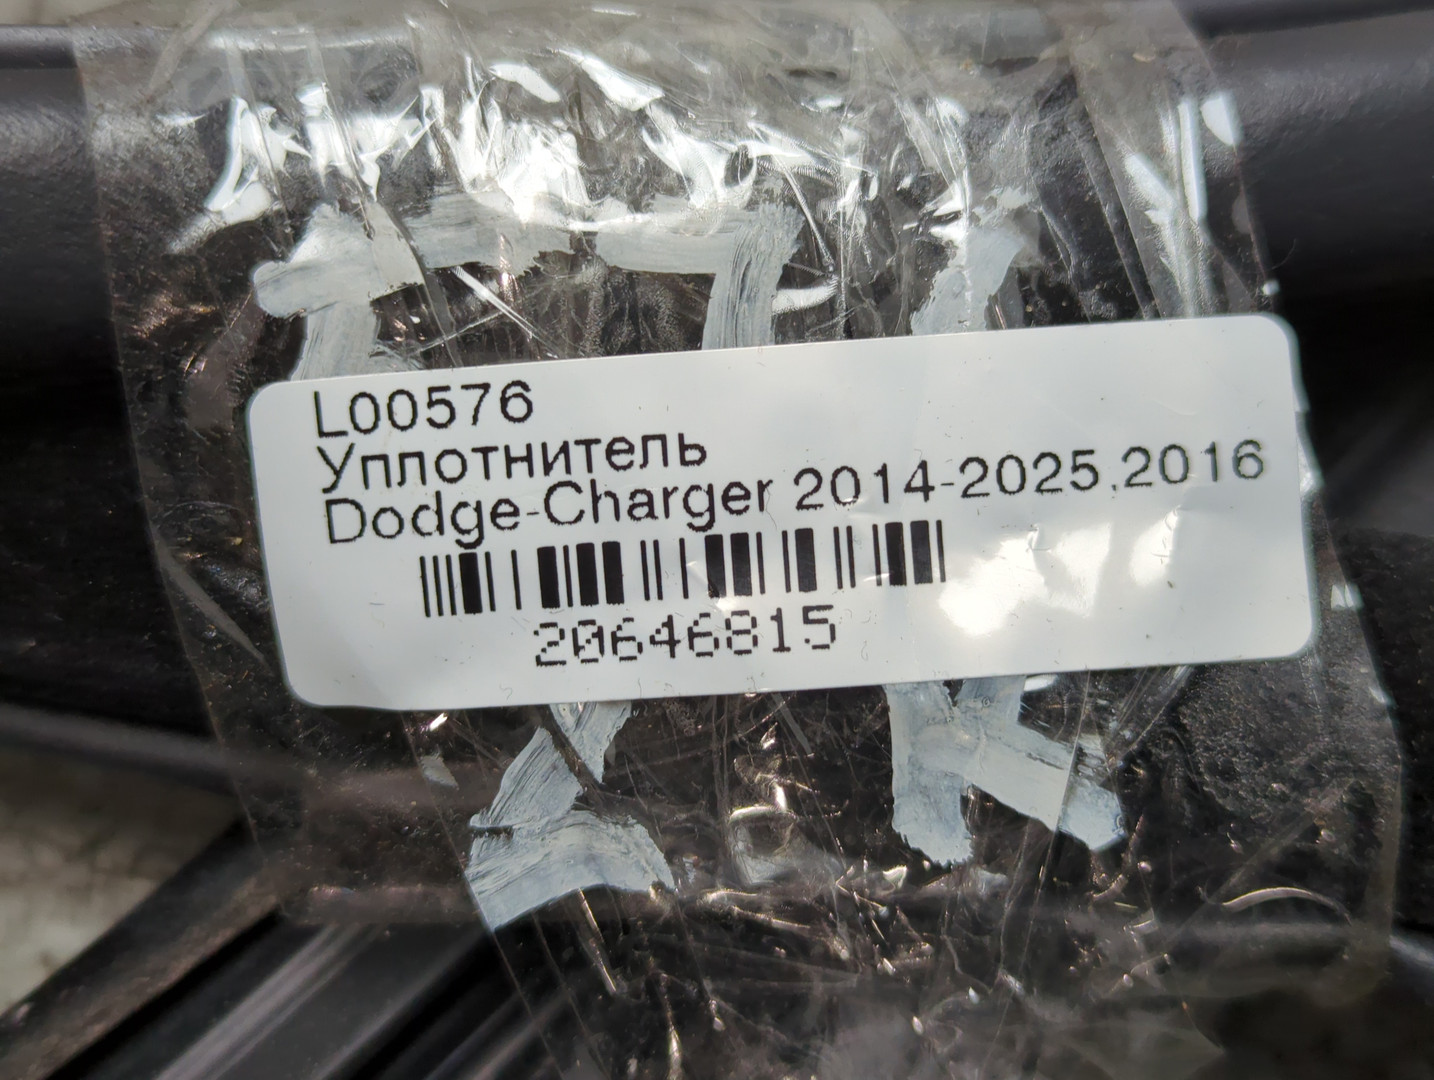 L00576
Уплотнитель
Dodge-Charger 2014-2025,2016
20646815